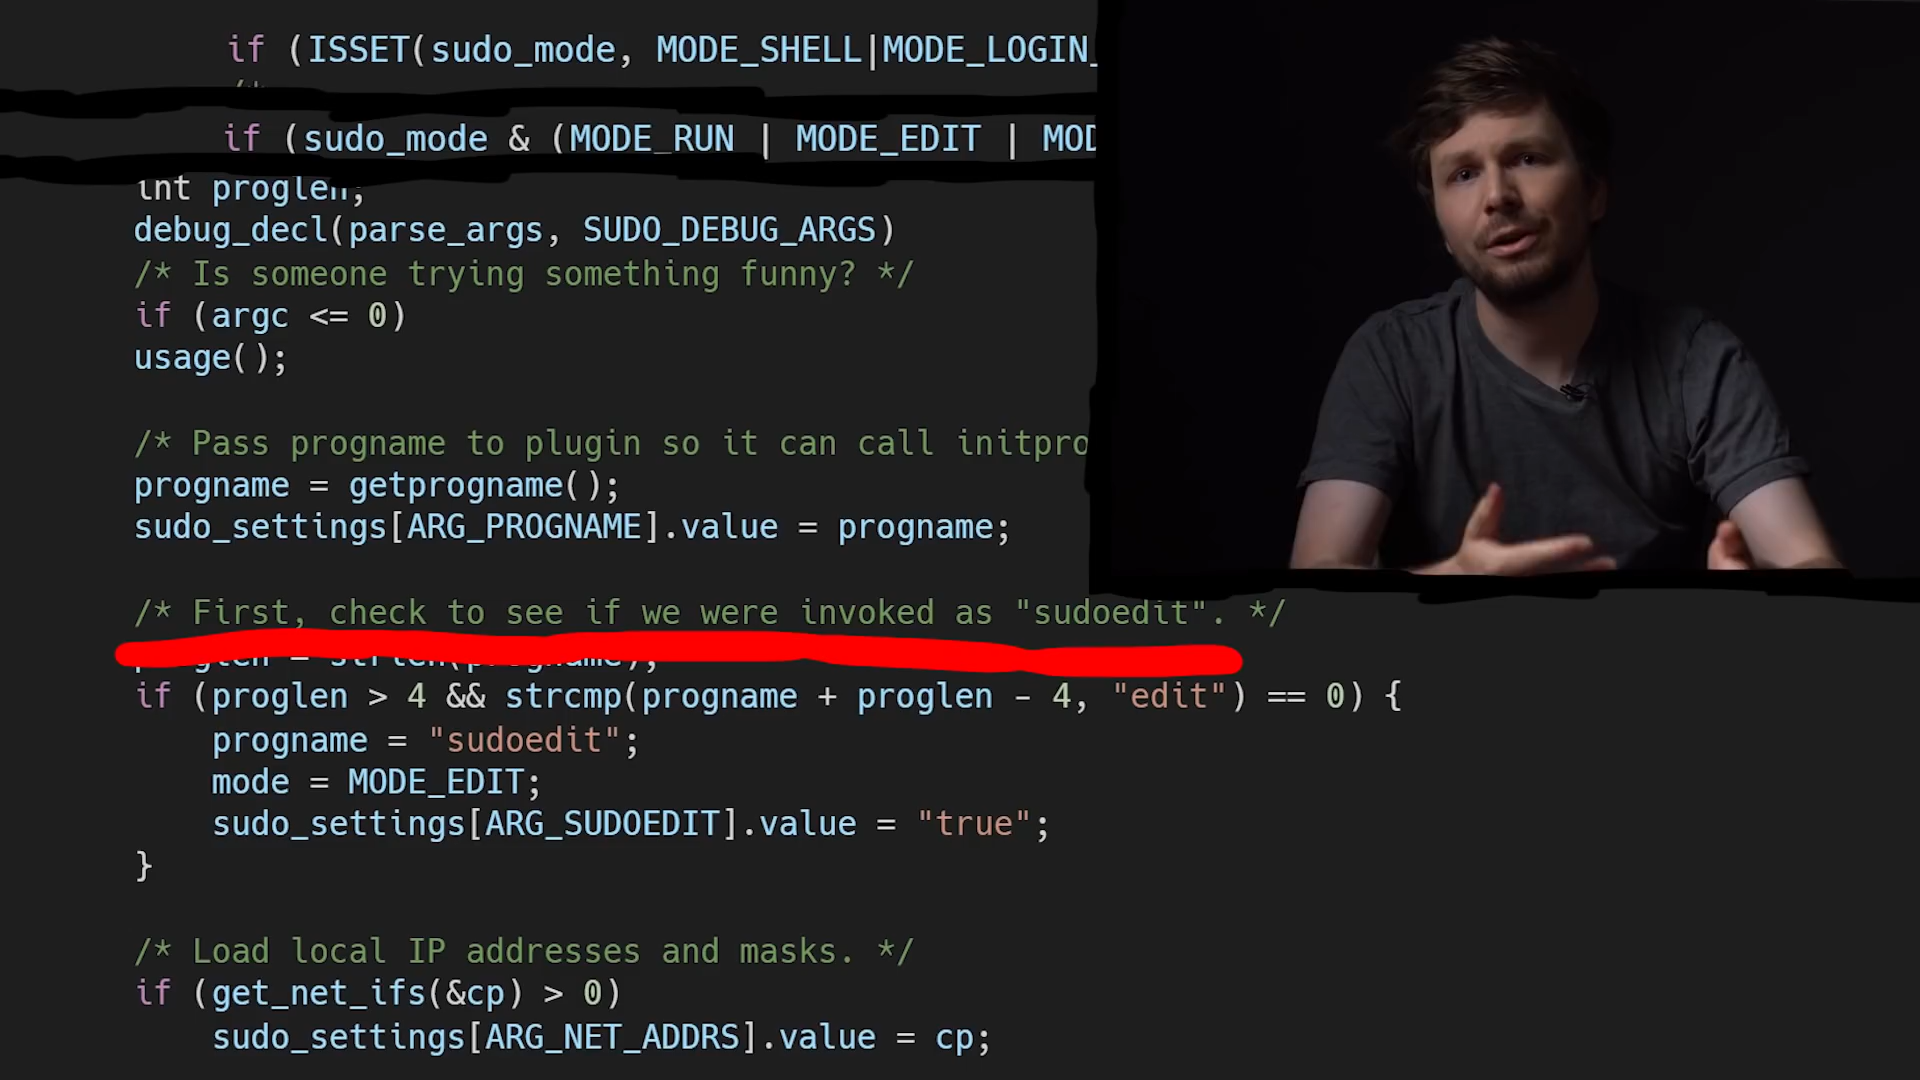 if (ISSET(sudo_mode, MODE_SHELL|MODE_LOGIN_
/*
if (sudo_mode & (MODE_RUN | MODE_EDIT | MOD
int proglen;
debug_decl(parse_args, SUDO_DEBUG_ARGS)
/* Is someone trying something funny? */
if (argc <= 0)
usage();
/* Pass progname to plugin so it can call initpro
progname = getprogname();
sudo_settings[ARG_PROGNAME].value = progname;
/* First, check to see if we were invoked as "sudoedit". */
proglen = strlen(progname);
if (proglen > 4 && strcmp(progname + proglen - 4, "edit") == 0) {
progname = "sudoedit";
mode = MODE_EDIT;
sudo_settings[ARG_SUDOEDIT].value = "true";
}
/* Load local IP addresses and masks. */
if (get_net_ifs(&cp) > 0)
sudo_settings[ARG_NET_ADDRS].value = cp;